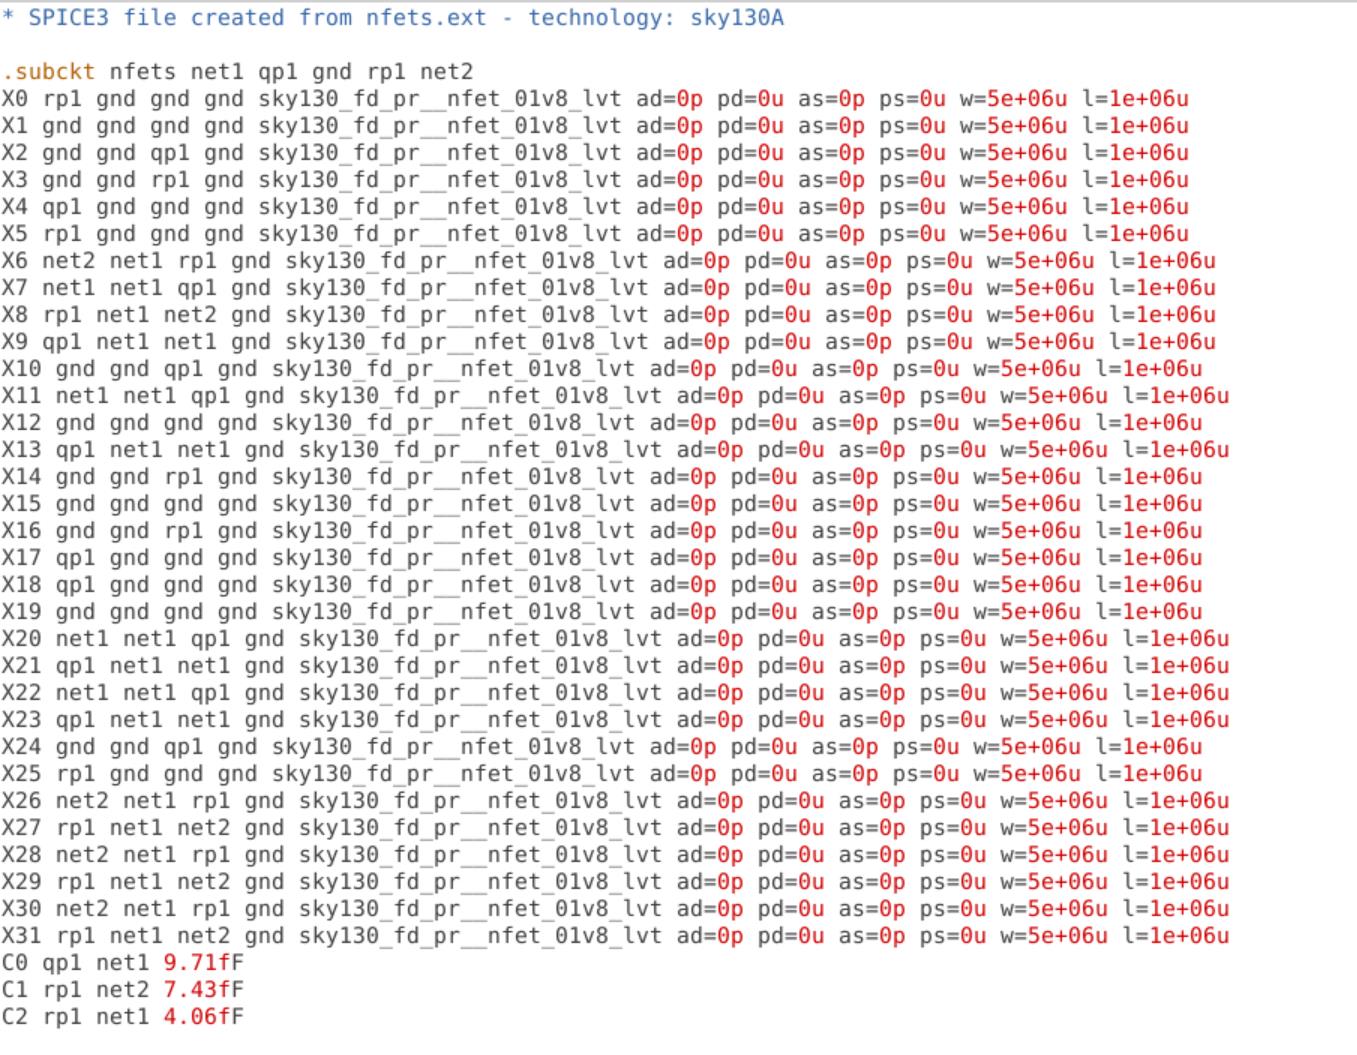 * SPICE3 file created from nfets.ext - technology: sky130A
.subckt nfets net1 qp1 gnd rp1 net2
X0 rp1 gnd gnd gnd sky130_fd_pr__nfet_01v8_lvt ad=0p pd=0u as=0p ps=0u w=5e+06u l=1e+06u
X1 gnd gnd gnd gnd sky130_fd_pr__nfet_01v8_lvt ad=0p pd=0u as=0p ps=0u w=5e+06u l=1e+06u
X2 gnd gnd qp1 gnd sky130_fd_pr__nfet_01v8_lvt ad=0p pd=0u as=0p ps=0u w=5e+06u l=1e+06u
X3 gnd gnd rp1 gnd sky130_fd_pr__nfet_01v8_lvt ad=0p pd=0u as=0p ps=0u w=5e+06u l=1e+06u
X4 qp1 gnd gnd gnd sky130_fd_pr__nfet_01v8_lvt ad=0p pd=0u as=0p ps=0u w=5e+06u l=1e+06u
X5 rp1 gnd gnd gnd sky130_fd_pr__nfet_01v8_lvt ad=0p pd=0u as=0p ps=0u w=5e+06u l=1e+06u
X6 net2 net1 rp1 gnd sky130_fd_pr__nfet_01v8_lvt ad=0p pd=0u as=0p ps=0u w=5e+06u l=1e+06u
X7 net1 net1 qp1 gnd sky130_fd_pr__nfet_01v8_lvt ad=0p pd=0u as=0p ps=0u w=5e+06u l=1e+06u
X8 rp1 net1 net2 gnd sky130_fd_pr__nfet_01v8_lvt ad=0p pd=0u as=0p ps=0u w=5e+06u l=1e+06u
X9 qp1 net1 net1 gnd sky130_fd_pr__nfet_01v8_lvt ad=0p pd=0u as=0p ps=0u w=5e+06u l=1e+06u
X10 gnd gnd qp1 gnd sky130_fd_pr__nfet_01v8_lvt ad=0p pd=0u as=0p ps=0u w=5e+06u l=1e+06u
X11 net1 net1 qp1 gnd sky130_fd_pr__nfet_01v8_lvt ad=0p pd=0u as=0p ps=0u w=5e+06u l=1e+06u
X12 gnd gnd gnd gnd sky130_fd_pr__nfet_01v8_lvt ad=0p pd=0u as=0p ps=0u w=5e+06u l=1e+06u
X13 qp1 net1 net1 gnd sky130_fd_pr__nfet_01v8_lvt ad=0p pd=0u as=0p ps=0u w=5e+06u l=1e+06u
X14 gnd gnd rp1 gnd sky130_fd_pr__nfet_01v8_lvt ad=0p pd=0u as=0p ps=0u w=5e+06u l=1e+06u
X15 gnd gnd gnd gnd sky130_fd_pr__nfet_01v8_lvt ad=0p pd=0u as=0p ps=0u w=5e+06u l=1e+06u
X16 gnd gnd rp1 gnd sky130_fd_pr__nfet_01v8_lvt ad=0p pd=0u as=0p ps=0u w=5e+06u l=1e+06u
X17 qp1 gnd gnd gnd sky130_fd_pr__nfet_01v8_lvt ad=0p pd=0u as=0p ps=0u w=5e+06u l=1e+06u
X18 qp1 gnd gnd gnd sky130_fd_pr__nfet_01v8_lvt ad=0p pd=0u as=0p ps=0u w=5e+06u l=1e+06u
X19 gnd gnd gnd gnd sky130_fd_pr__nfet_01v8_lvt ad=0p pd=0u as=0p ps=0u w=5e+06u l=1e+06u
X20 net1 net1 qp1 gnd sky130_fd_pr__nfet_01v8_lvt ad=0p pd=0u as=0p ps=0u w=5e+06u l=1e+06u
X21 qp1 net1 net1 gnd sky130_fd_pr__nfet_01v8_lvt ad=0p pd=0u as=0p ps=0u w=5e+06u l=1e+06u
X22 net1 net1 qp1 gnd sky130_fd_pr__nfet_01v8_lvt ad=0p pd=0u as=0p ps=0u w=5e+06u l=1e+06u
X23 qp1 net1 net1 gnd sky130_fd_pr__nfet_01v8_lvt ad=0p pd=0u as=0p ps=0u w=5e+06u l=1e+06u
X24 gnd gnd qp1 gnd sky130_fd_pr__nfet_01v8_lvt ad=0p pd=0u as=0p ps=0u w=5e+06u l=1e+06u
X25 rp1 gnd gnd gnd sky130_fd_pr__nfet_01v8_lvt ad=0p pd=0u as=0p ps=0u w=5e+06u l=1e+06u
X26 net2 net1 rp1 gnd sky130_fd_pr__nfet_01v8_lvt ad=0p pd=0u as=0p ps=0u w=5e+06u l=1e+06u
X27 rp1 net1 net2 gnd sky130_fd_pr__nfet_01v8_lvt ad=0p pd=0u as=0p ps=0u w=5e+06u l=1e+06u
X28 net2 net1 rp1 gnd sky130_fd_pr__nfet_01v8_lvt ad=0p pd=0u as=0p ps=0u w=5e+06u l=1e+06u
X29 rp1 net1 net2 gnd sky130_fd_pr__nfet_01v8_lvt ad=0p pd=0u as=0p ps=0u w=5e+06u l=1e+06u
X30 net2 net1 rp1 gnd sky130_fd_pr__nfet_01v8_lvt ad=0p pd=0u as=0p ps=0u w=5e+06u l=1e+06u
X31 rp1 net1 net2 gnd sky130_fd_pr__nfet_01v8_lvt ad=0p pd=0u as=0p ps=0u w=5e+06u l=1e+06u
C0 qp1 net1 9.71fF
C1 rp1 net2 7.43fF
C2 rp1 net1 4.06fF